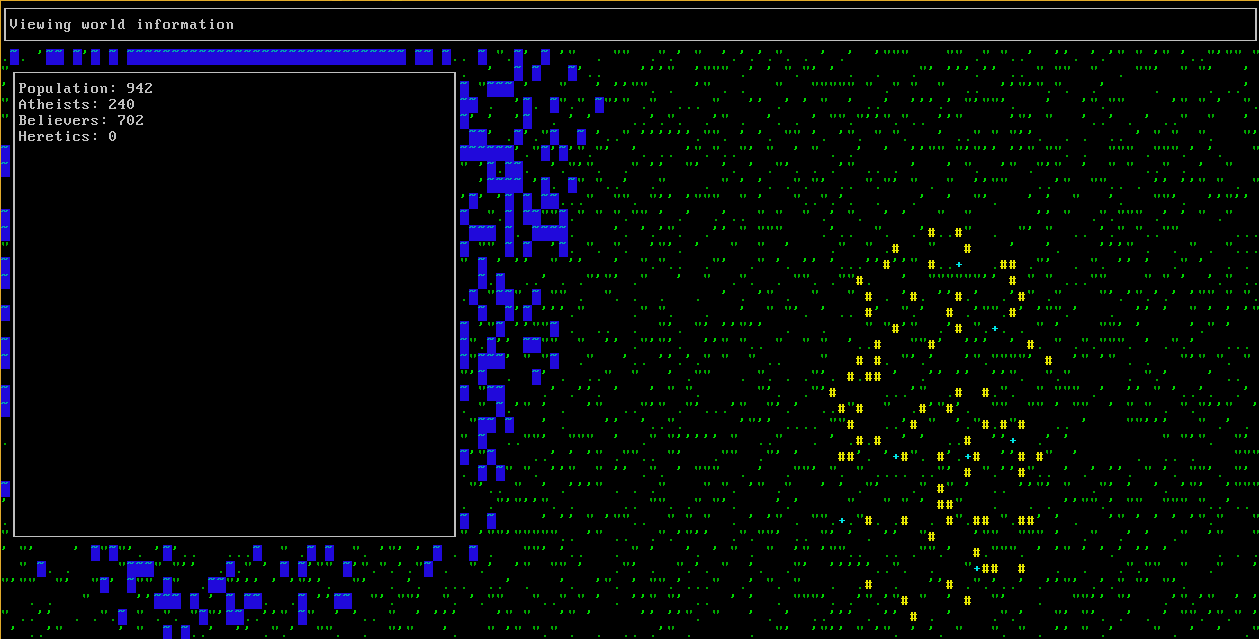 Viewing world information
Population: 942
Atheists: 240
Believers: 702
Heretics: 0